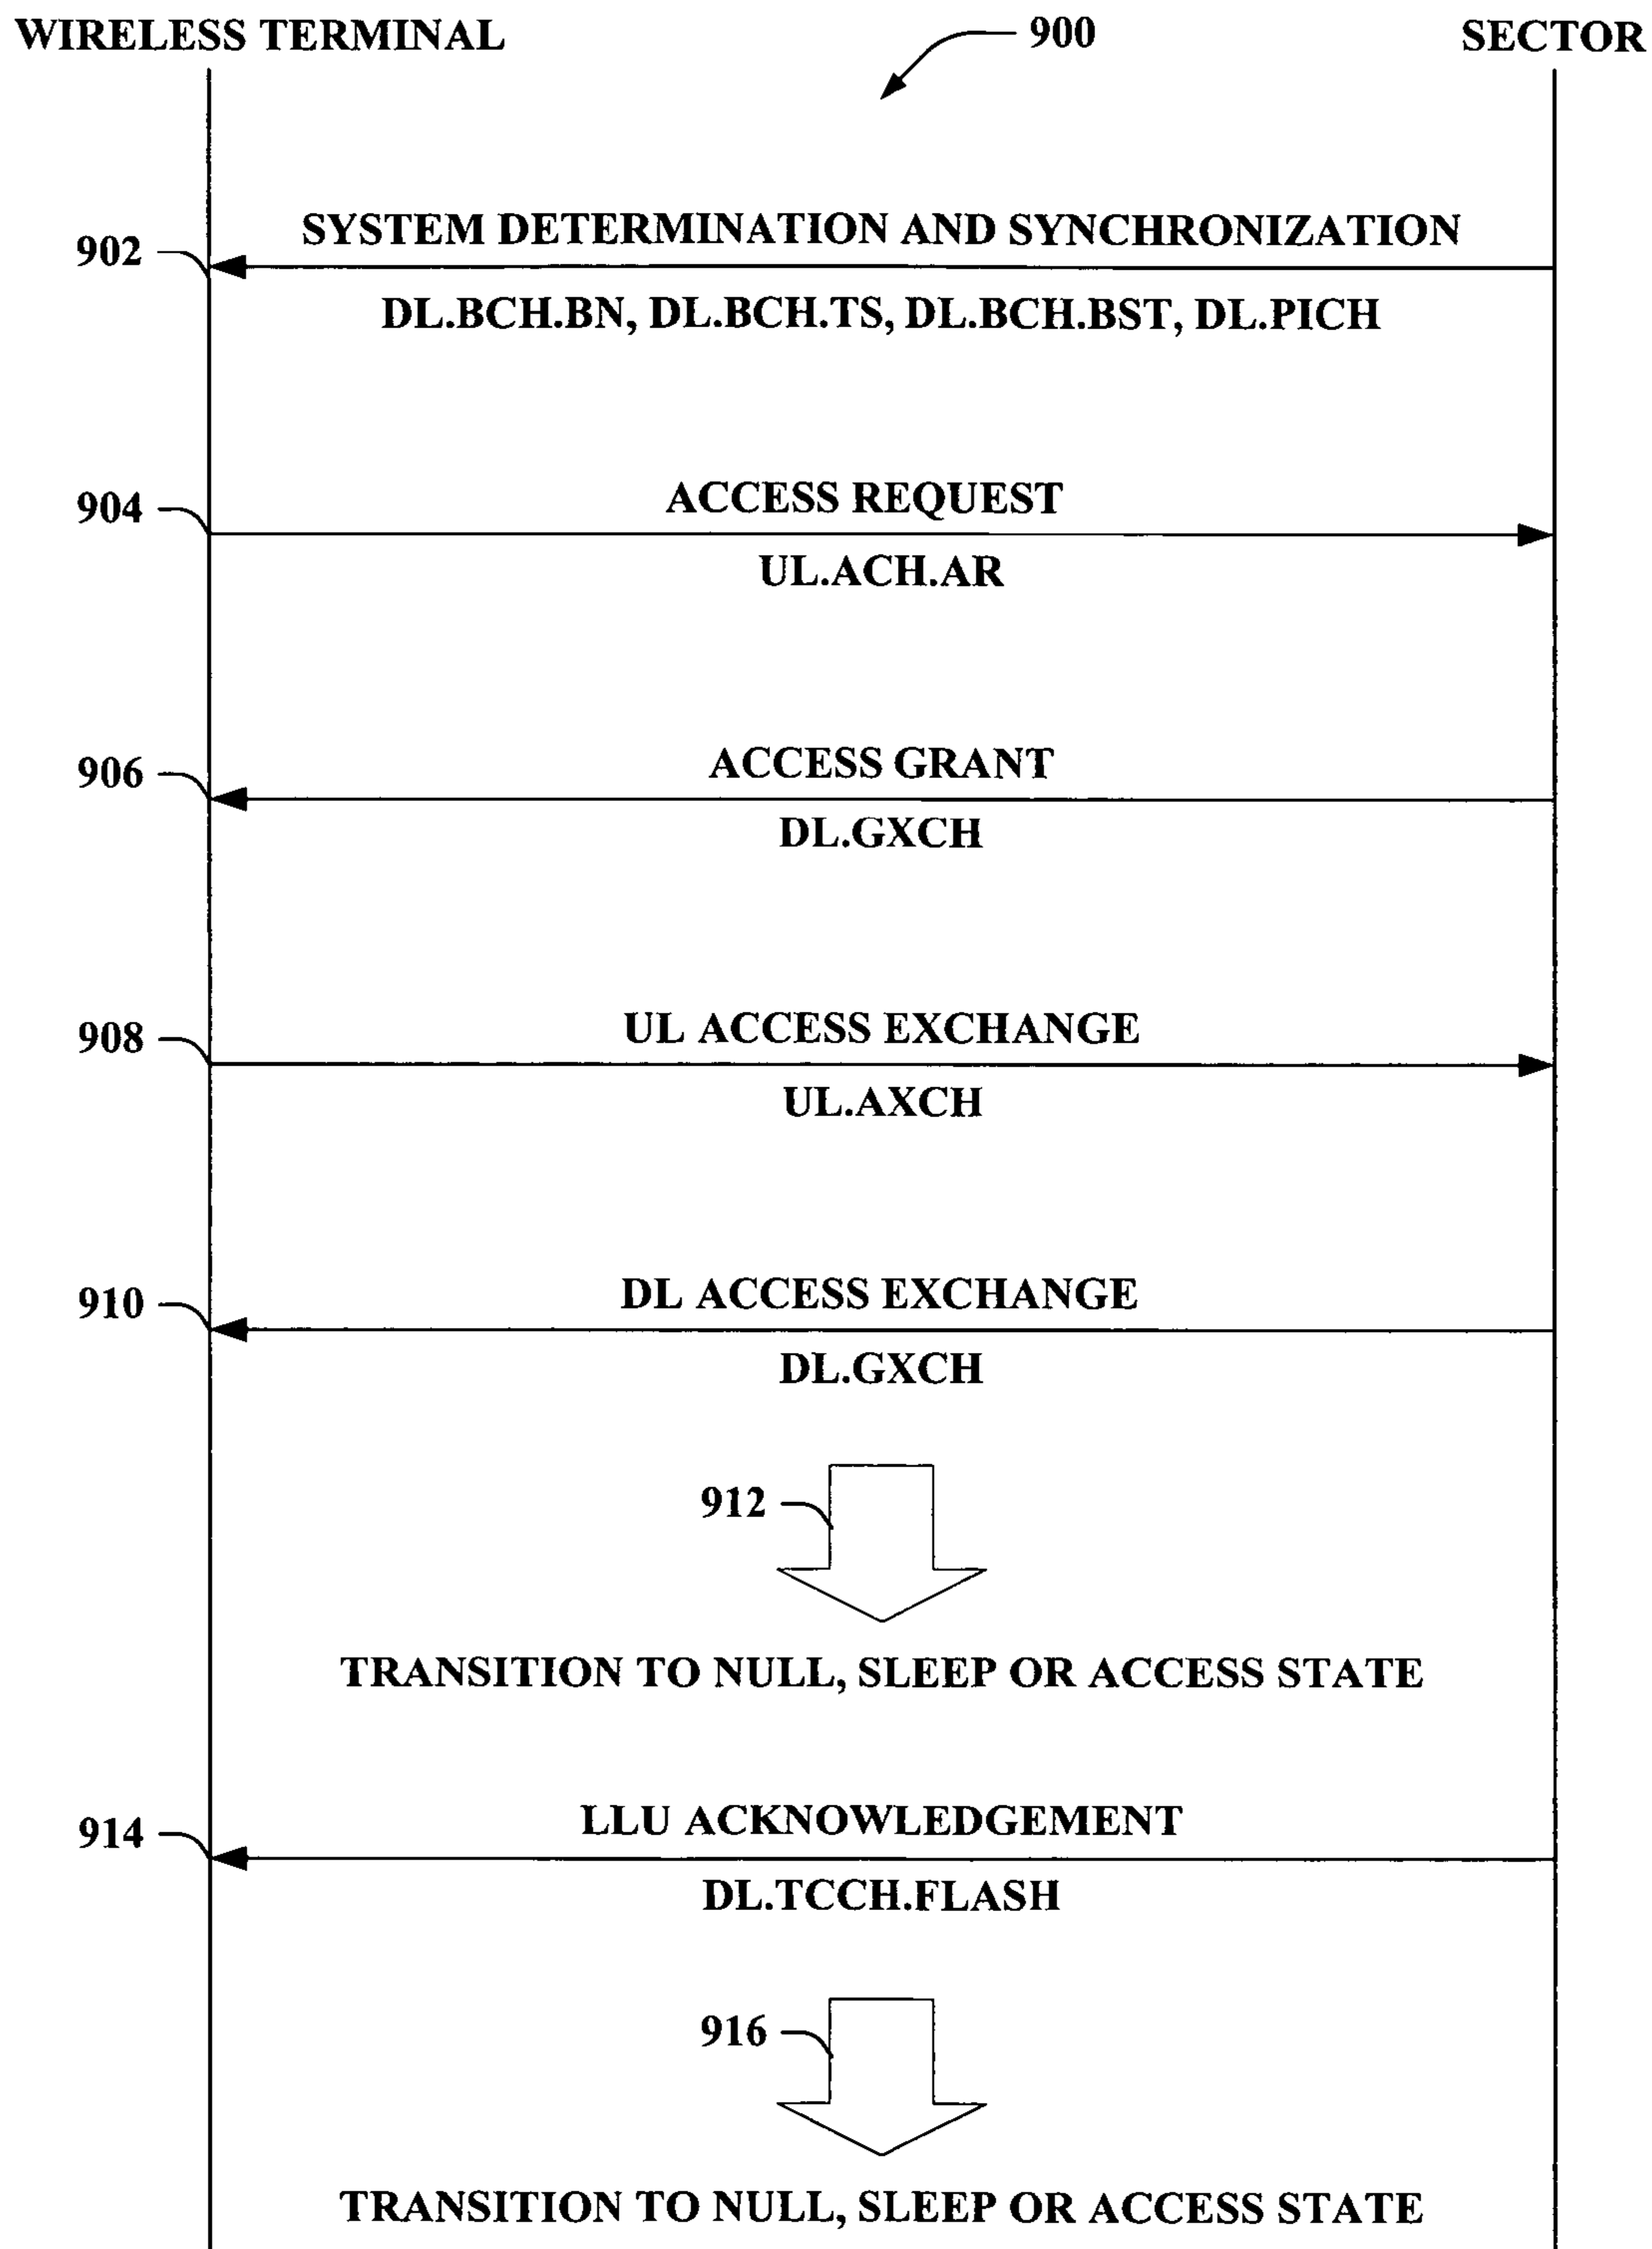 WIRELESS TERMINAL
900
SECTOR
902
SYSTEM DETERMINATION AND SYNCHRONIZATION
DL.BCH.BN, DL.BCH.TS, DL.BCH.BST, DL.PICH
904
ACCESS REQUEST
UL.ACH.AR
906
ACCESS GRANT
DL.GXCH
908
UL ACCESS EXCHANGE
UL.AXCH
910
DL ACCESS EXCHANGE
DL.GXCH
912
TRANSITION TO NULL, SLEEP OR ACCESS STATE
914
LLU ACKNOWLEDGEMENT
DL.TCCH.FLASH
916
TRANSITION TO NULL, SLEEP OR ACCESS STATE